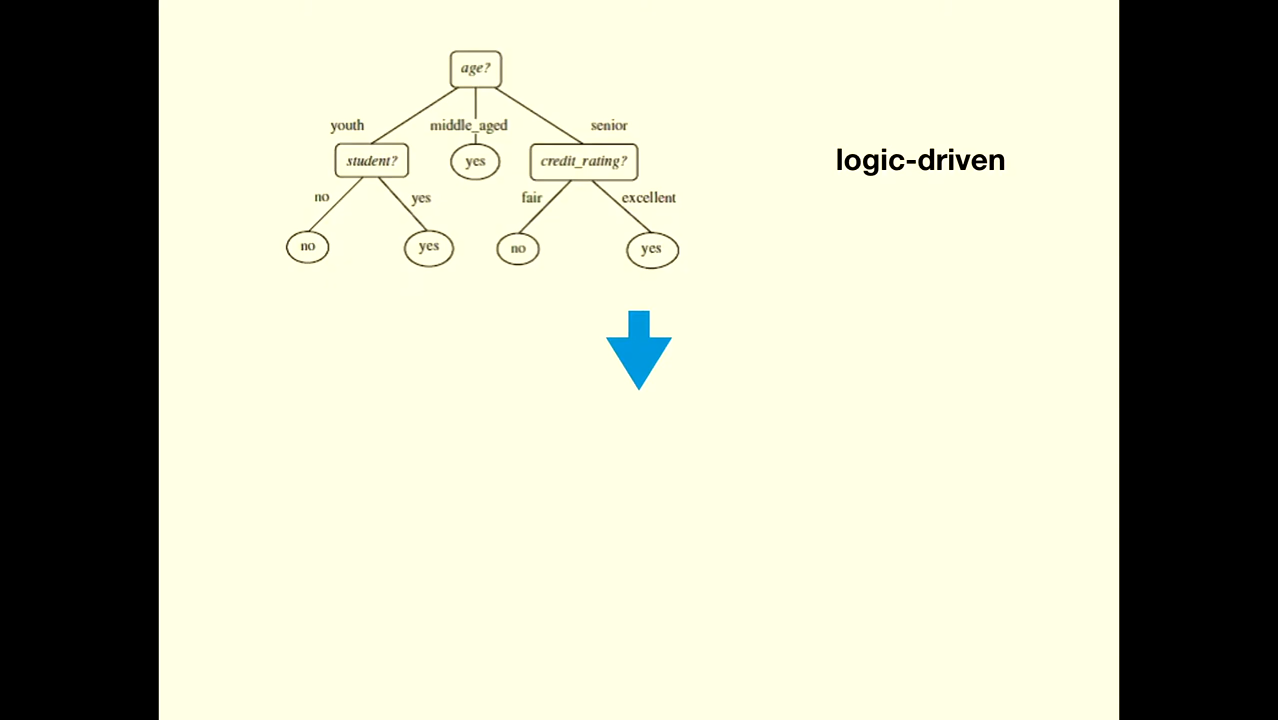 age?
youth middle_aged senior
student? yes credit_rating? logic-driven
no yes fair excellent
no yes no yes